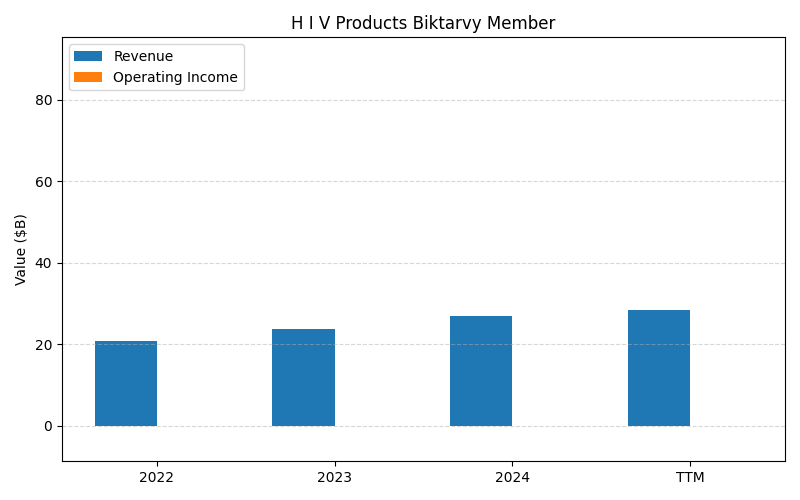 H I V Products Biktarvy Member
Revenue
Operating Income
Value ($B)
80
60
40
20
0
2022 2023 2024 TTM